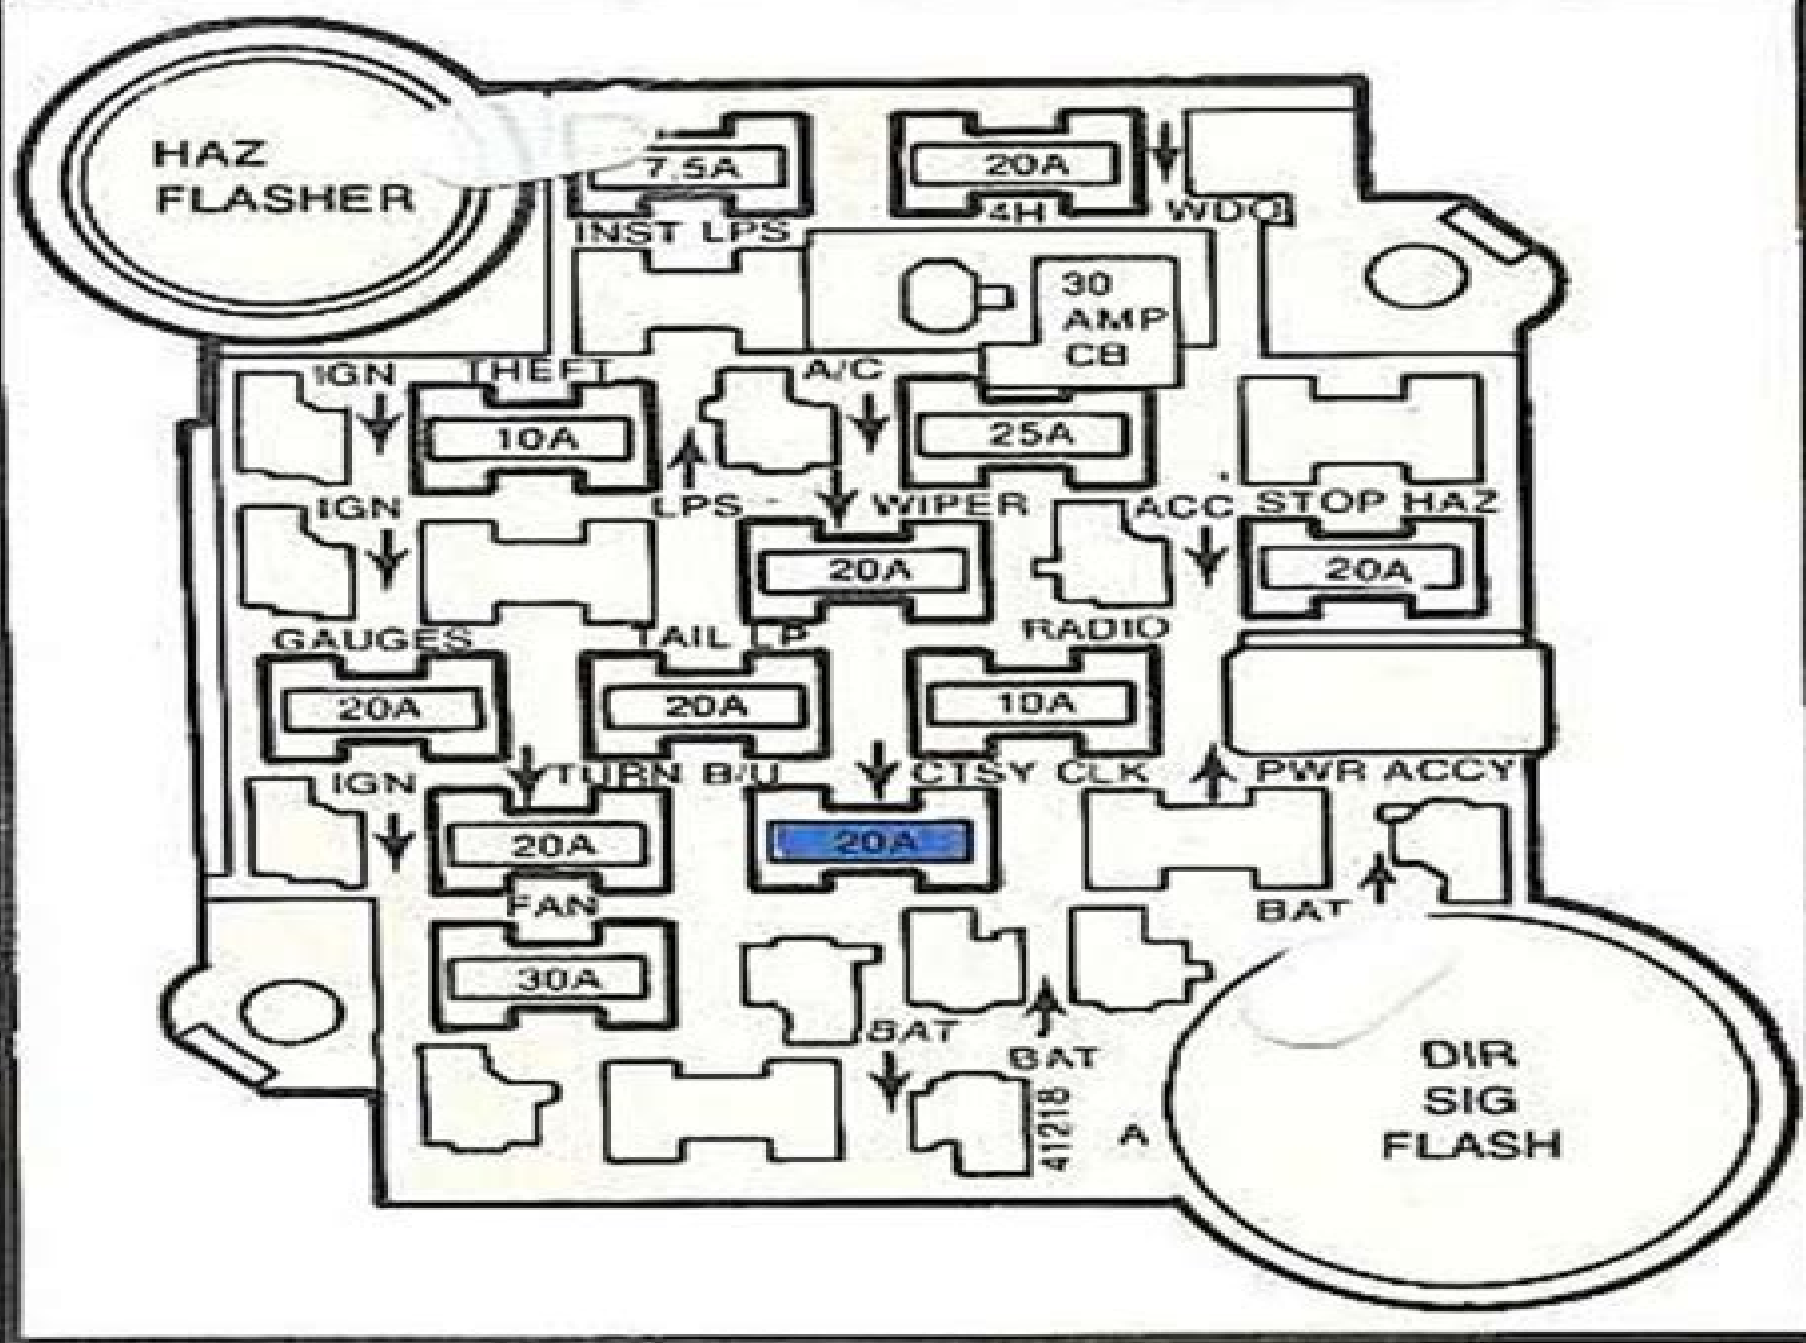 HAZ
FLASHER
7.5A
20A
INST LPS
4H
WDO
30
AMP
CB
IGN
THEFT
A/C
10A
25A
IGN
LPS
WIPER
ACC
STOP HAZ
20A
20A
GAUGES
TAIL LP
RADIO
20A
20A
10A
IGN
TURN B/U
CTSY CLK
PWR ACCY
20A
20A
FAN
BAT
30A
BAT
BAT
41218
A
DIR
SIG
FLASH